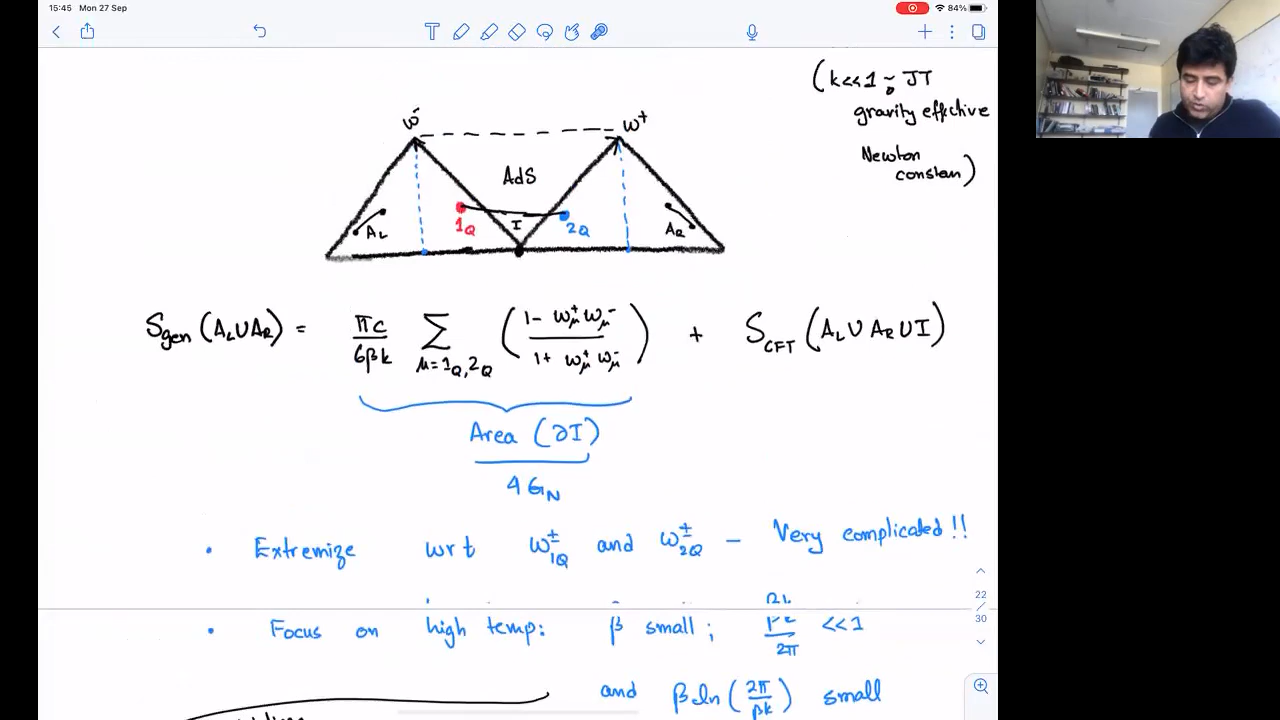 15:45 Mon 27 Sep
84%
(k<<1 : JT
gravity effective
Newton
constan)
w⁻
w⁺
AdS
A_L
1_Q
I
2_Q
A_R
S_gen (A_L ∪ A_R) = πc/6βk ∑_{μ=1_Q,2_Q} ( (1 - w_μ⁺ w_μ⁻) / (1 + w_μ⁺ w_μ⁻) ) + S_CFT (A_L ∪ A_R ∪ I)
Area (∂I)
4 G_N
• Extremize wrt w_{1Q}^± and w_{2Q}^± – Very complicated!!
22
/
30
• Focus on high temp: β small; βk/2π <<1
and β ln (2π/βk) small